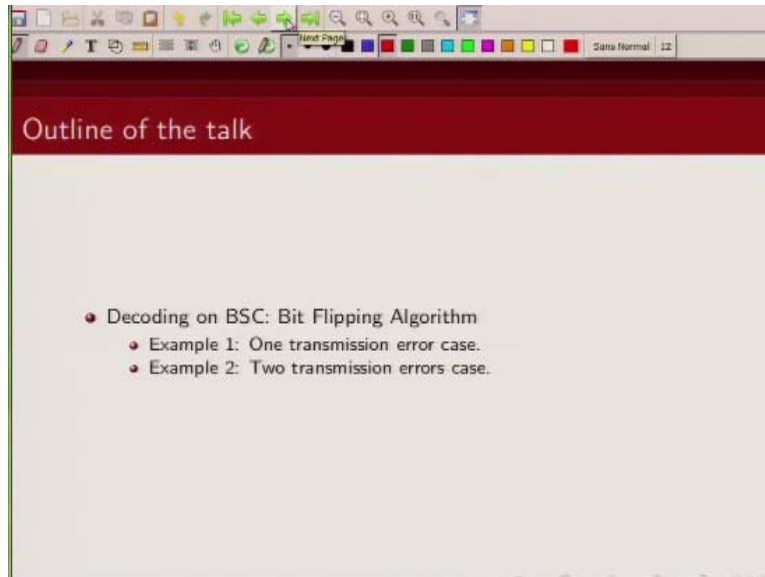 T
Next Page
Sans Normal 12
Outline of the talk
Decoding on BSC: Bit Flipping Algorithm
Example 1: One transmission error case.
Example 2: Two transmission errors case.